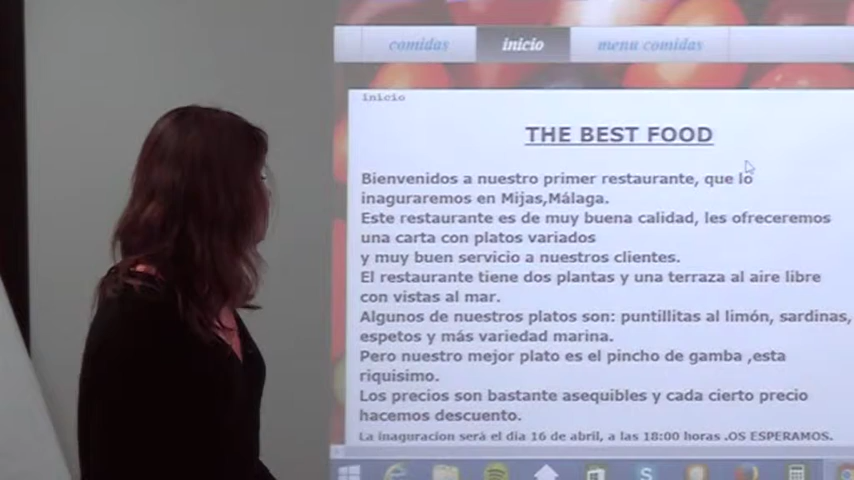 comidas inicio menu comidas
inicio
THE BEST FOOD
Bienvenidos a nuestro primer restaurante, que lo
inaguraremos en Mijas,Málaga.
Este restaurante es de muy buena calidad, les ofreceremos
una carta con platos variados
y muy buen servicio a nuestros clientes.
El restaurante tiene dos plantas y una terraza al aire libre
con vistas al mar.
Algunos de nuestros platos son: puntillitas al limón, sardinas,
espetos y más variedad marina.
Pero nuestro mejor plato es el pincho de gamba ,esta
riquisimo.
Los precios son bastante asequibles y cada cierto precio
hacemos descuento.
La inaguracion será el día 16 de abril, a las 18:00 horas .OS ESPERAMOS.